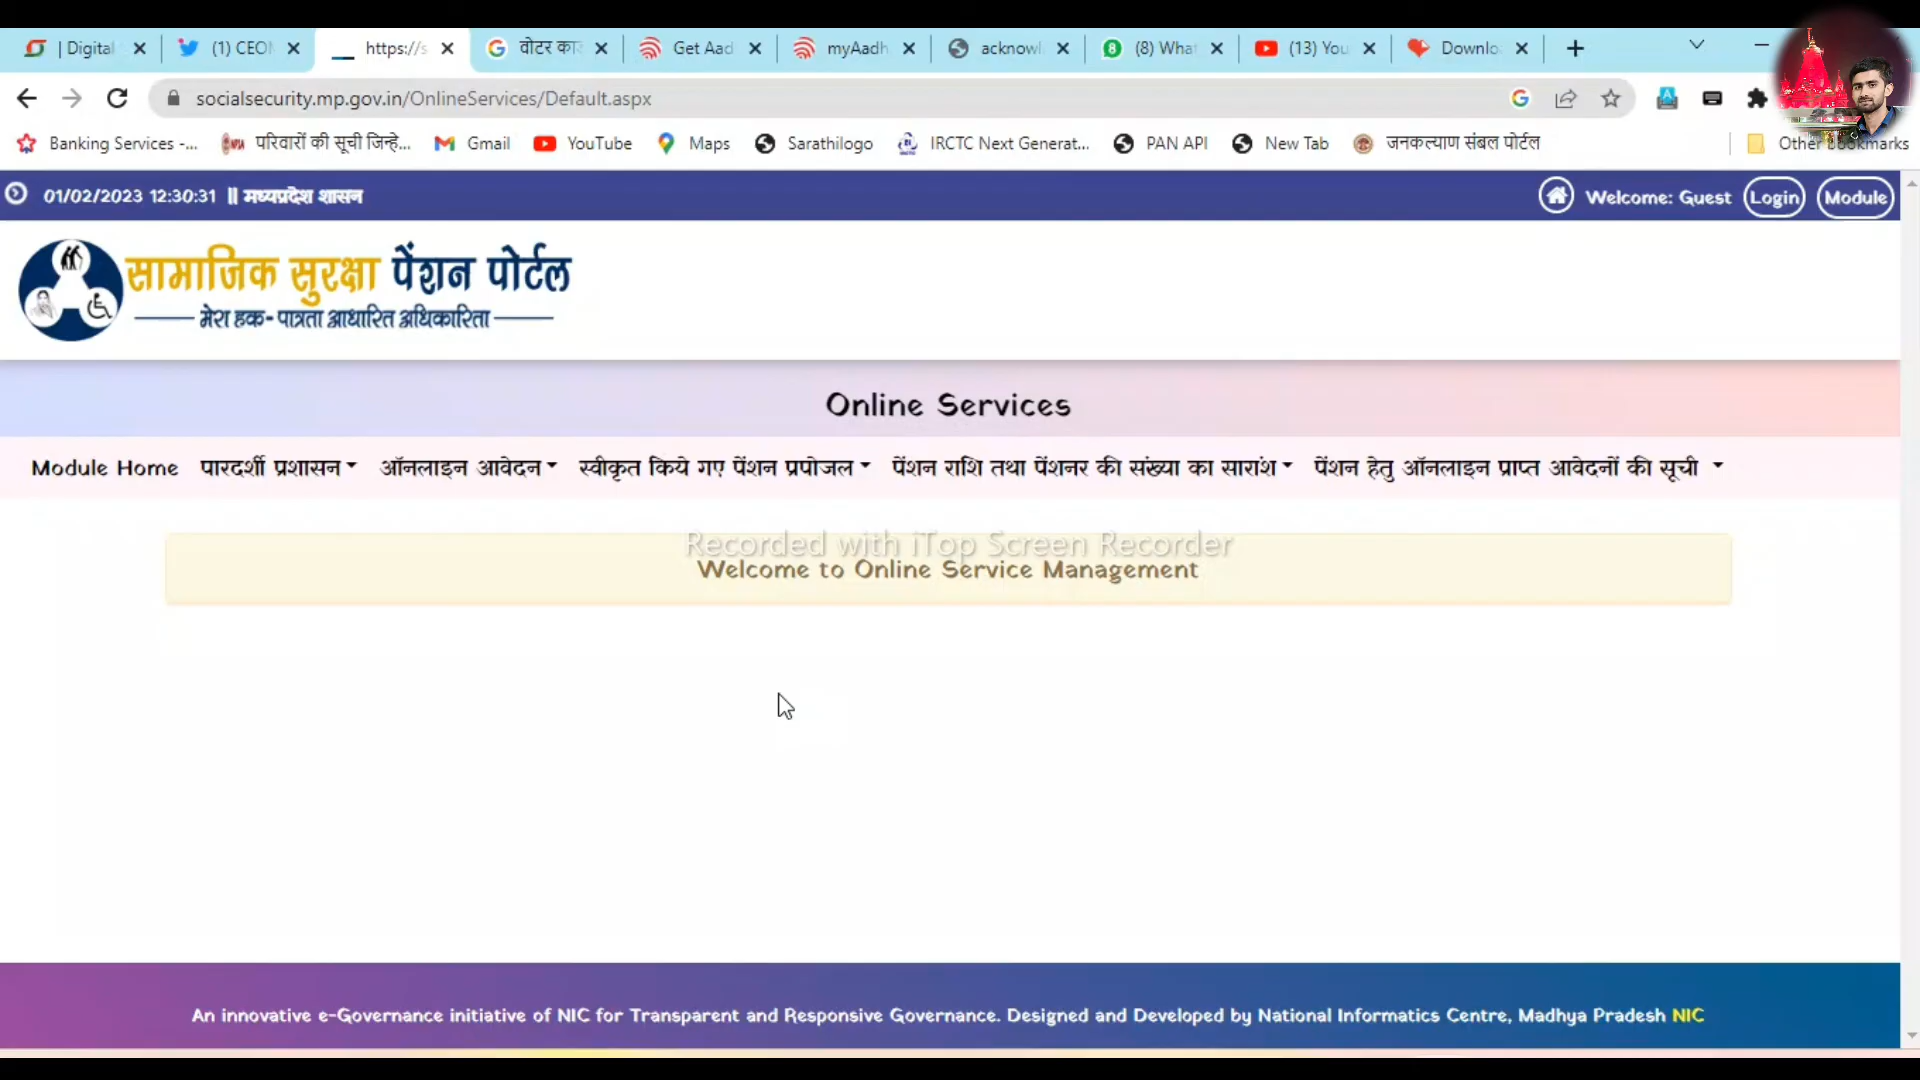 | Digital
(1) CEO
https://s
वोटर का
Get Aad
myAadh
acknowl
(8) What
(13) You
Downlo
socialsecurity.mp.gov.in/OnlineServices/Default.aspx
Banking Services -...
परिवारों की सूची जिन्हे...
Gmail
YouTube
Maps
Sarathilogo
IRCTC Next Generat...
PAN API
New Tab
जनकल्याण संबल पोर्टल
Other bookmarks
01/02/2023 12:30:31 || मध्यप्रदेश शासन
Welcome: Guest
Login
Module
सामाजिक सुरक्षा पेंशन पोर्टल
मेरा हक- पात्रता आधारित अधिकारिता
Online Services
Module Home
पारदर्शी प्रशासन
ऑनलाइन आवेदन
स्वीकृत किये गए पेंशन प्रपोजल
पेंशन राशि तथा पेंशनर की संख्या का सारांश
पेंशन हेतु ऑनलाइन प्राप्त आवेदनों की सूची
Recorded with iTop Screen Recorder
Welcome to Online Service Management
An innovative e-Governance initiative of NIC for Transparent and Responsive Governance. Designed and Developed by National Informatics Centre, Madhya Pradesh NIC